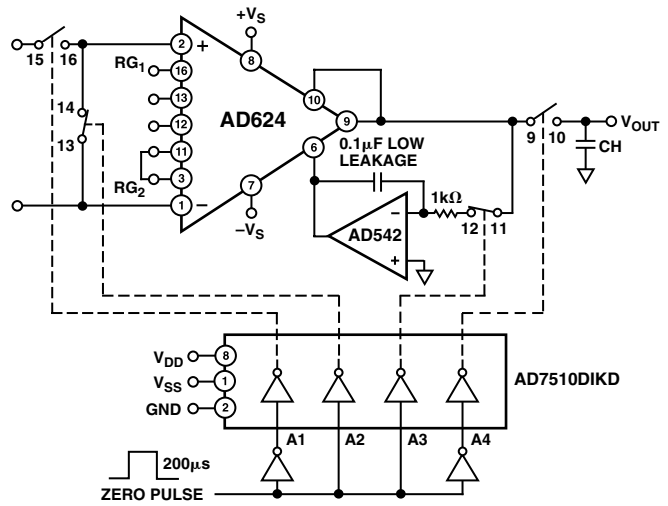 +VS
15 16
2 + 8
RG1 16
14
13
10
13
12
AD624
9
9 10
VOUT
CH
11
6
0.1µF LOW
LEAKAGE
RG2 3
1 –
7
–VS
1kΩ
–
AD542
+
12 11
VDD 8
VSS 1
GND 2
AD7510DIKD
A1 A2 A3 A4
200µs
ZERO PULSE